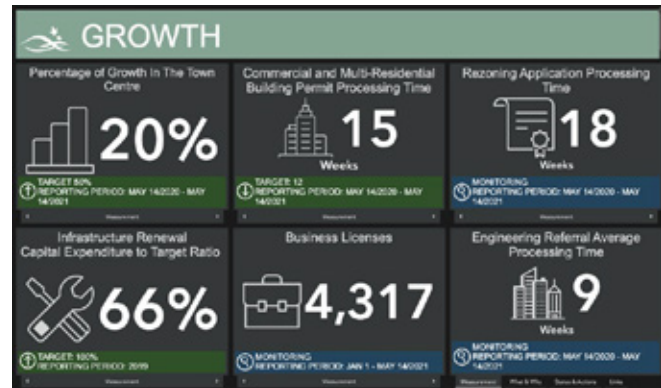 GROWTH
Percentage of Growth In The Town
Centre
20%
TARGET 50%
REPORTING PERIOD: MAY 14/2020 - MAY
14/2021
Measurement
Commercial and Multi-Residential
Building Permit Processing Time
15
Weeks
TARGET: 12
REPORTING PERIOD: MAY 14/2020 - MAY
14/2021
Measurement
Rezoning Application Processing
Time
18
Weeks
MONITORING
REPORTING PERIOD: MAY 14/2020 - MAY
14/2021
Measurement
Infrastructure Renewal
Capital Expenditure to Target Ratio
66%
TARGET: 100%
REPORTING PERIOD: 2019
Measurement
Business Licenses
4,317
MONITORING
REPORTING PERIOD: JAN 1 - MAY 14/2021
Measurement
Engineering Referral Average
Processing Time
9
Weeks
MONITORING
REPORTING PERIOD: MAY 14/2020 - MAY
14/2021
Measurement